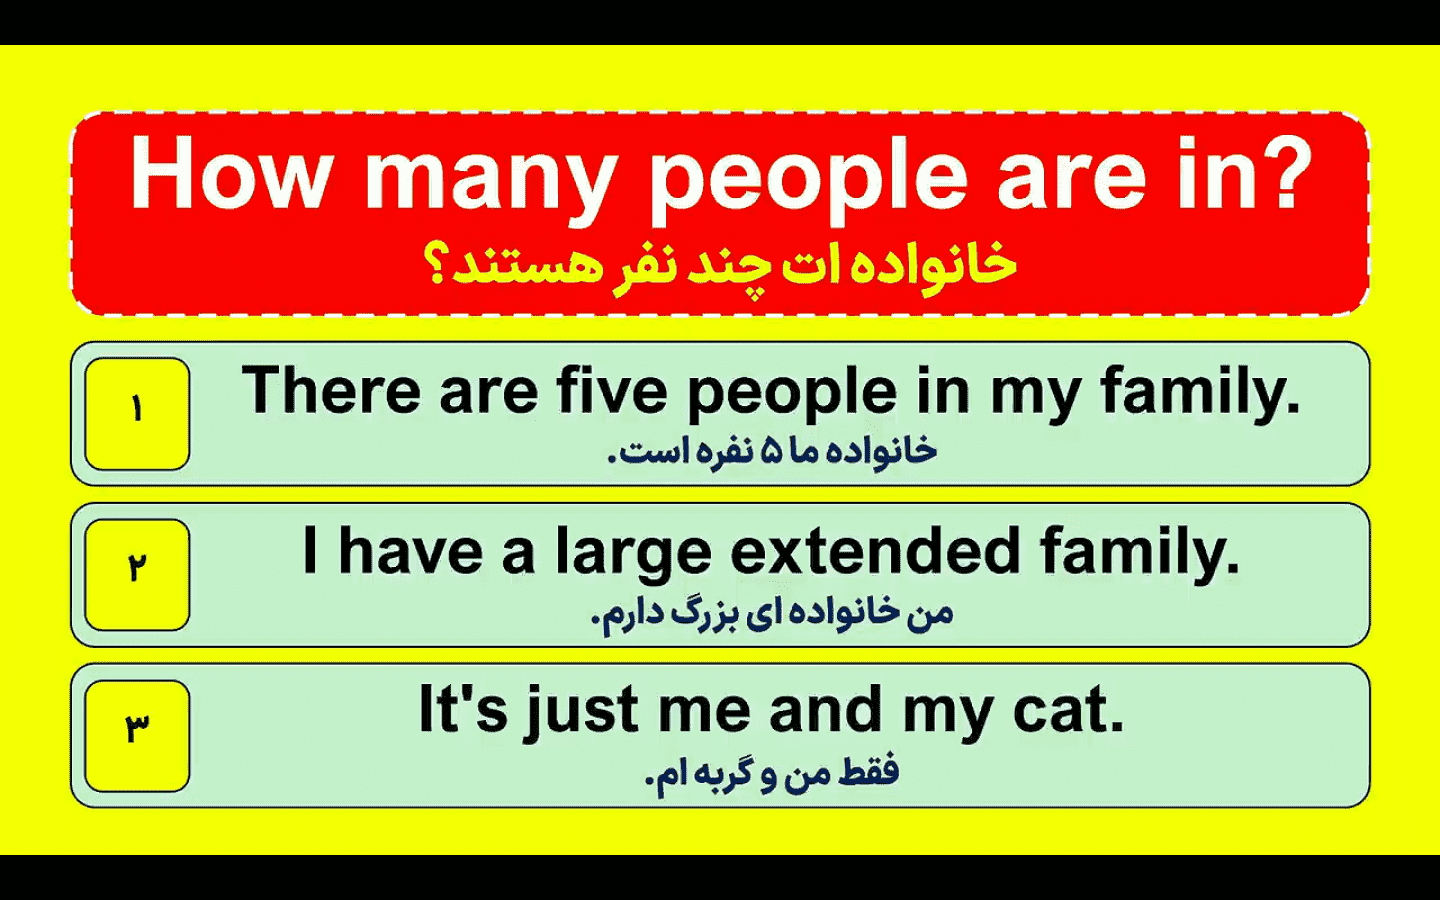 How many people are in?
خانواده ات چند نفر هستند؟
۱
There are five people in my family.
خانواده ما ۵ نفره است.
۲
I have a large extended family.
من خانواده ای بزرگ دارم.
۳
It's just me and my cat.
فقط من و گربه ام.